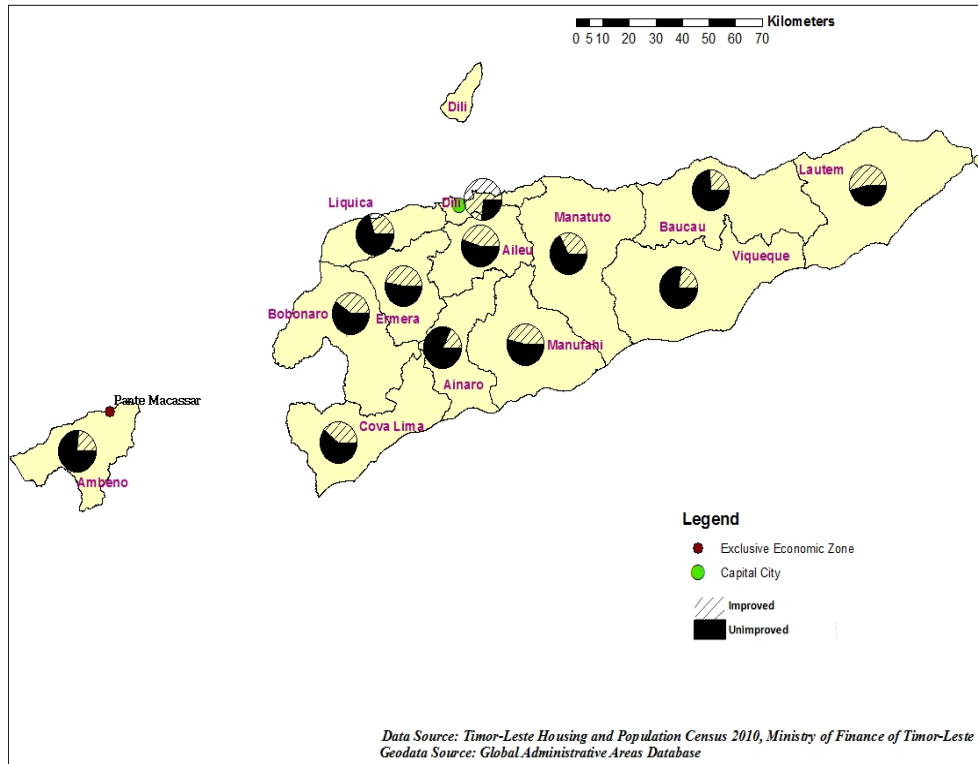 Kilometers
0 5 10 20 30 40 50 60 70
Dili
Lautem
Liquica
Dili
Manatuto
Baucau
Aileu
Viqueque
Bobonaro
Ermera
Manufahi
Ainaro
Pante Macassar
Cova Lima
Ambeno
Legend
Exclusive Economic Zone
Capital City
Improved
Unimproved
Data Source: Timor-Leste Housing and Population Census 2010, Ministry of Finance of Timor-Leste
Geodata Source: Global Administrative Areas Database